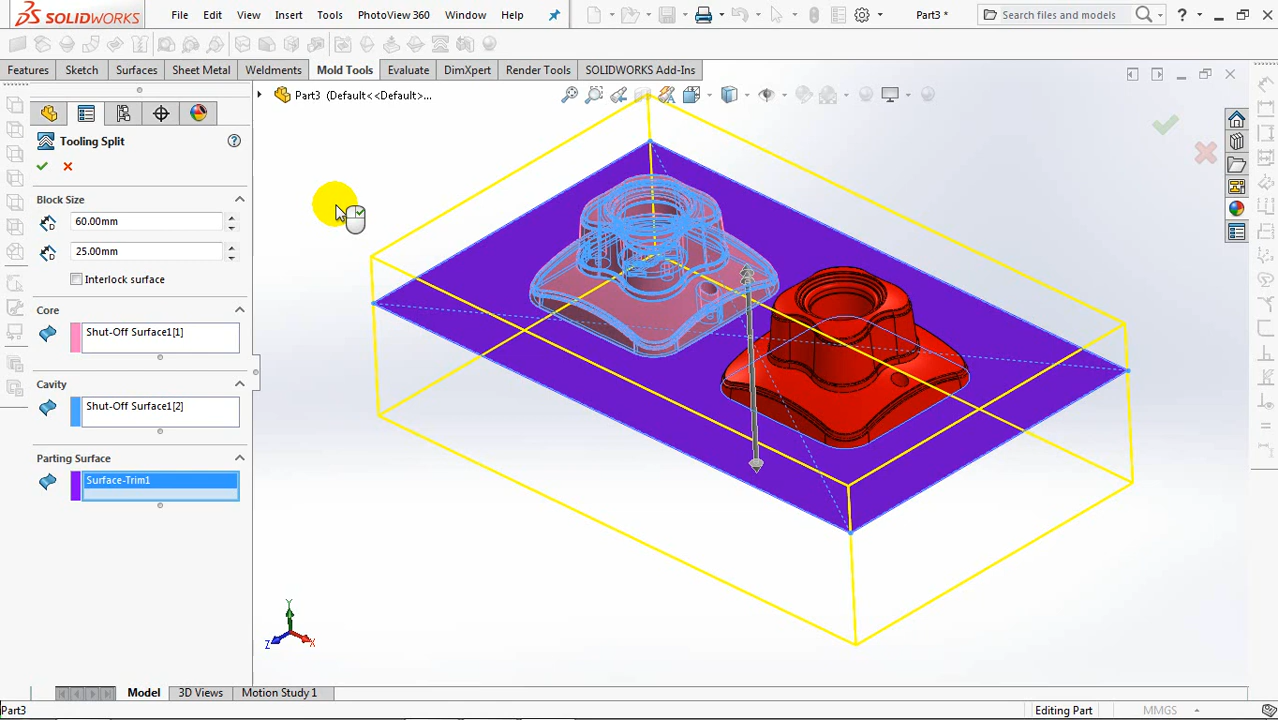 SOLIDWORKS File Edit View Insert Tools PhotoView 360 Window Help Part3 * Search files and models ?
Features Sketch Surfaces Sheet Metal Weldments Mold Tools Evaluate DimXpert Render Tools SOLIDWORKS Add-Ins
Part3 (Default<<Default>...
Tooling Split ?
Block Size
D 60.00mm
D 25.00mm
Interlock surface
Core
Shut-Off Surface1[1]
Cavity
Shut-Off Surface1[2]
Parting Surface
Surface-Trim1
Y
Z X
Model 3D Views Motion Study 1
Part3 Editing Part MMGS